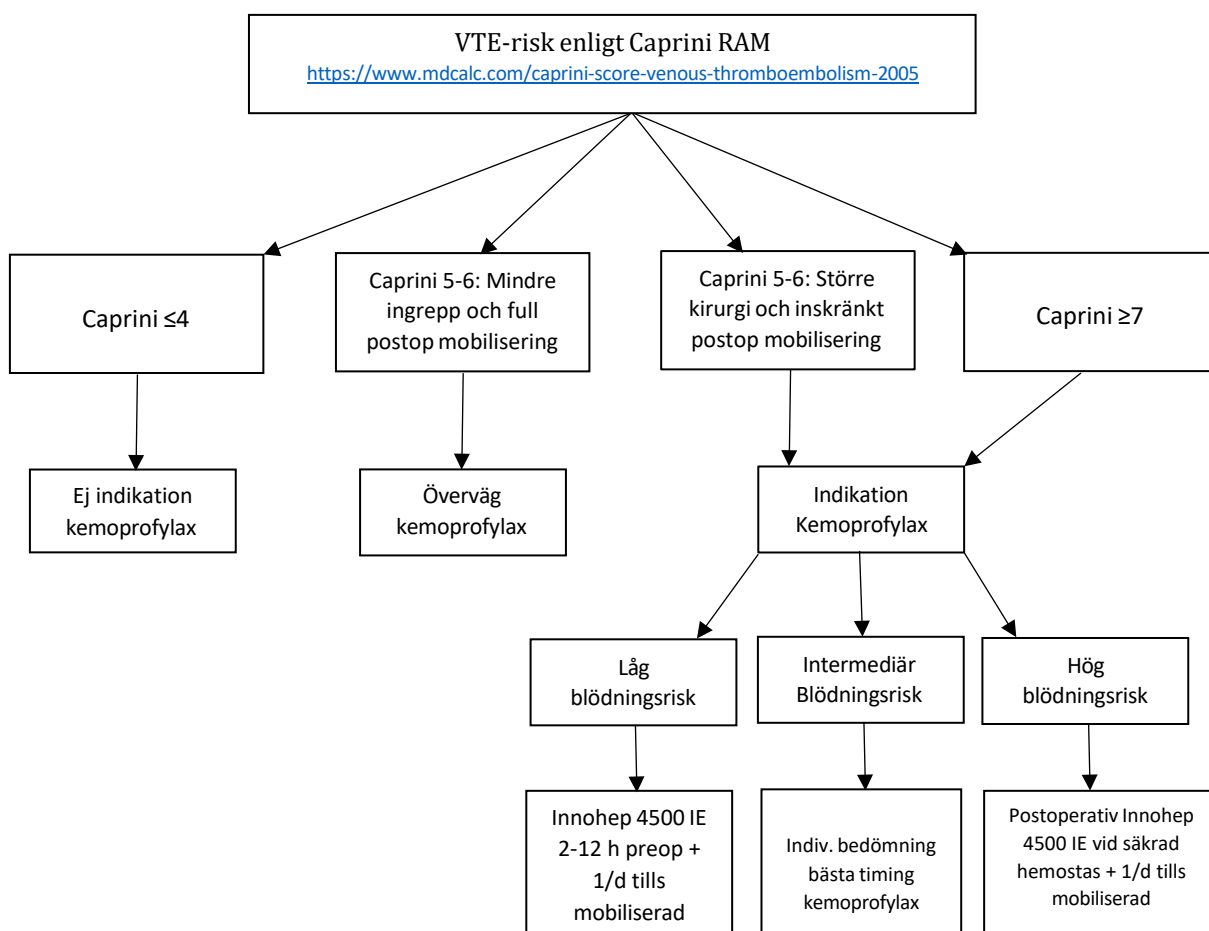 VTE-risk enligt Caprini RAM
https://www.mdcalc.com/caprini-score-venous-thromboembolism-2005
Caprini ≤4
Caprini 5-6: Mindre
ingrepp och full
postop mobilisering
Caprini 5-6: Större
kirurgi och inskränkt
postop mobilisering
Caprini ≥7
Ej indikation
kemoprofylax
Överväg
kemoprofylax
Indikation
Kemoprofylax
Låg
blödningsrisk
Intermediär
Blödningsrisk
Hög
blödningsrisk
Innohep 4500 IE
2-12 h preop +
1/d tills
mobiliserad
Indiv. bedömning
bästa timing
kemoprofylax
Postoperativ Innohep
4500 IE vid säkrad
hemostas + 1/d tills
mobiliserad